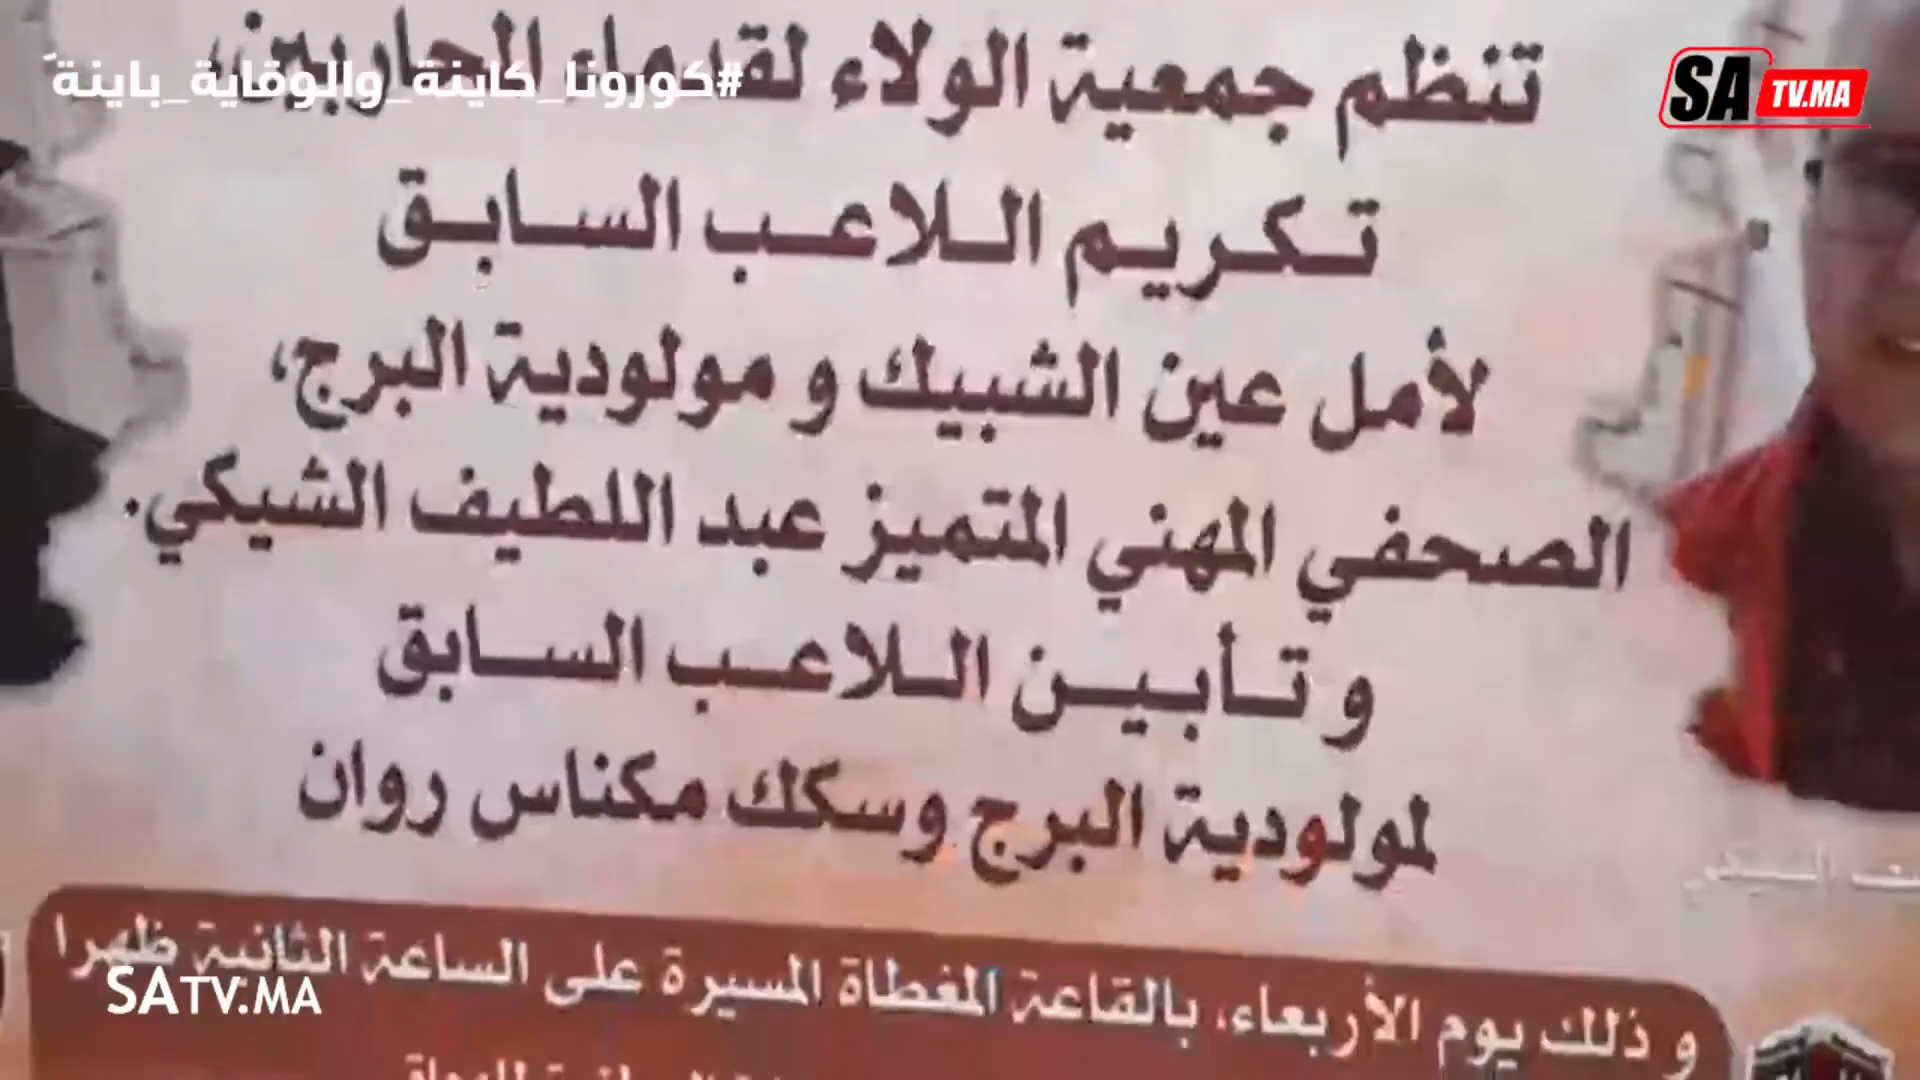 #كورونا_كاينة_والوقاية_باينة
SATV.MA
تنظم جمعية الولاء لقدماء المحاربين،
تكريم اللاعب السابق
لأمل عين الشبيك و مولودية البرج،
الصحفي المهني المتميز عبد اللطيف الشيكي.
و تأبين اللاعب السابق
لمولودية البرج وسكك مكناس روان
و ذلك يوم الأربعاء، بالقاعة المغطاة المسيرة على الساعة الثانية ظهرا
SATV.MA